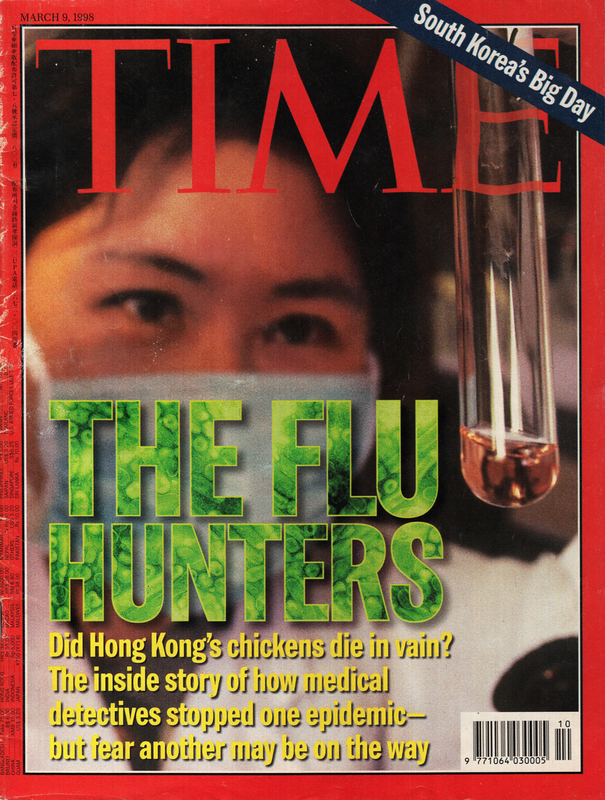 MARCH 9, 1998
South Korea's Big Day
TIME
THE FLU
HUNTERS
Did Hong Kong's chickens die in vain?
The inside story of how medical
detectives stopped one epidemic—
but fear another may be on the way
10
9 771064 030005